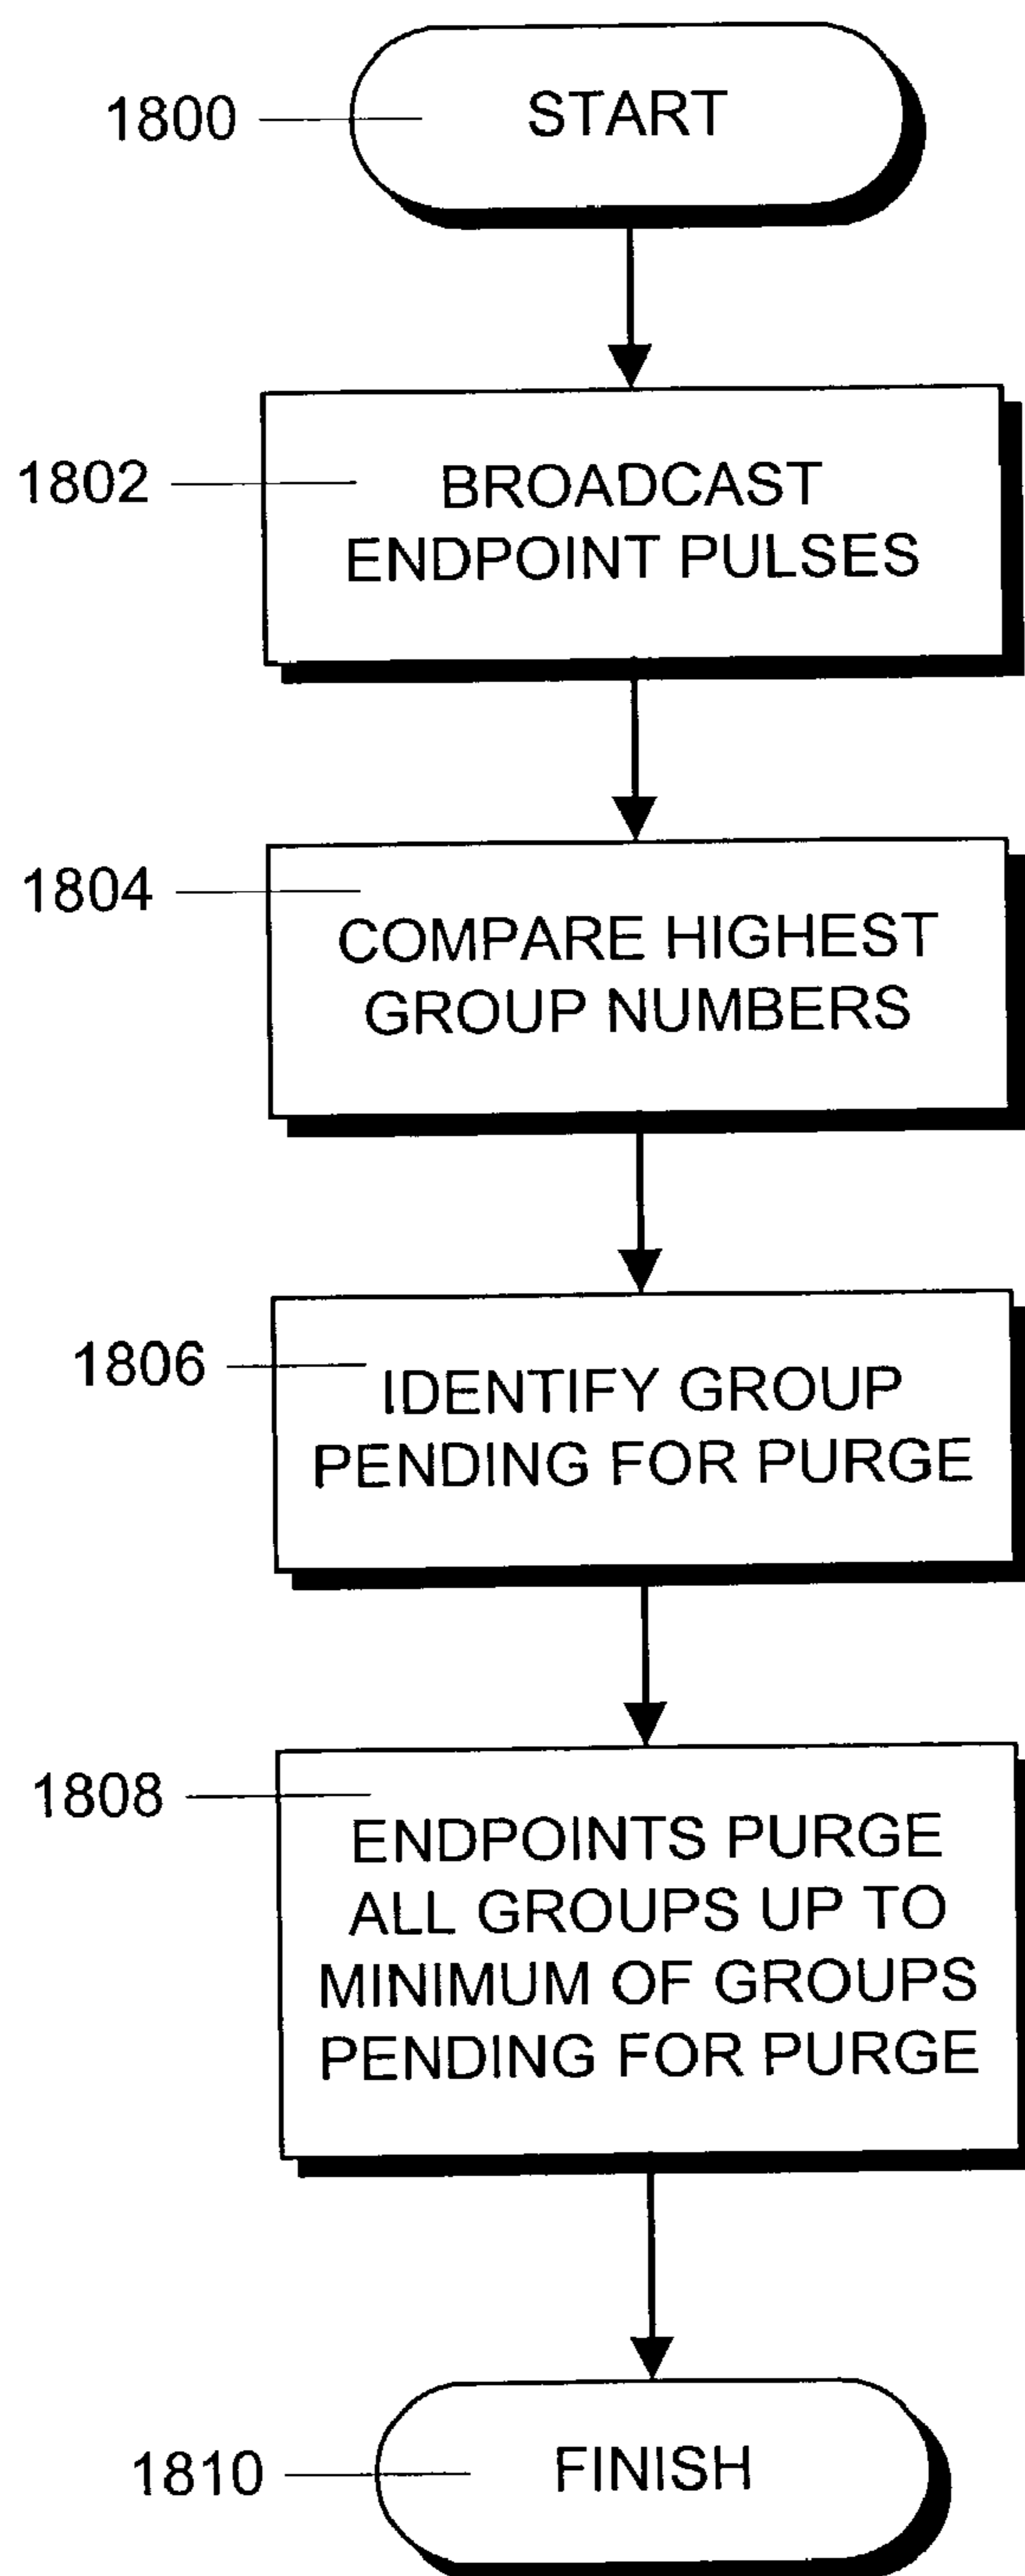 1800
START
1802
BROADCAST
ENDPOINT PULSES
1804
COMPARE HIGHEST
GROUP NUMBERS
1806
IDENTIFY GROUP
PENDING FOR PURGE
1808
ENDPOINTS PURGE
ALL GROUPS UP TO
MINIMUM OF GROUPS
PENDING FOR PURGE
1810
FINISH